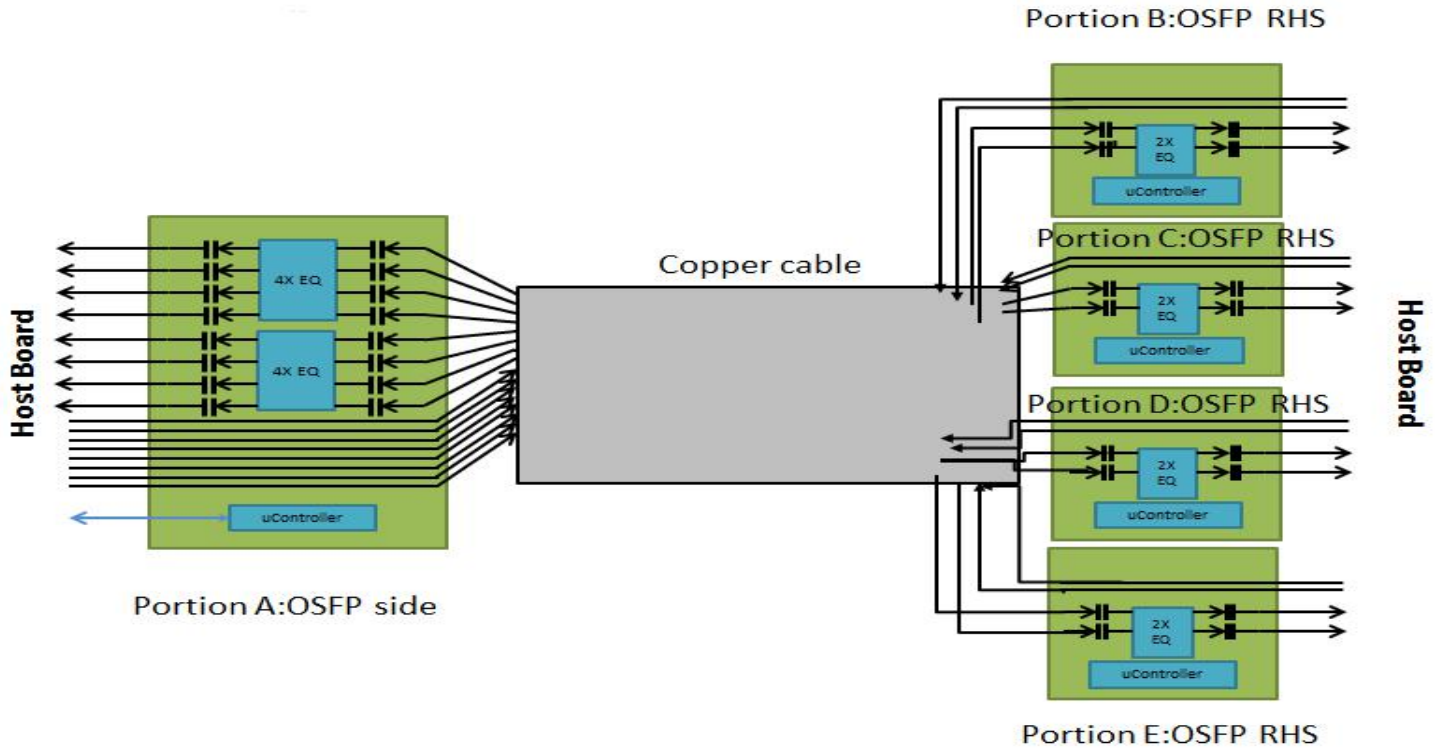 Portion B:OSFP RHS
2X
EQ
uController
Portion C:OSFP RHS
2X
EQ
uController
Copper cable
4X EQ
4X EQ
uController
Host Board
Host Board
Portion A:OSFP side
Portion D:OSFP RHS
2X
EQ
uController
2X
EQ
uController
Portion E:OSFP RHS